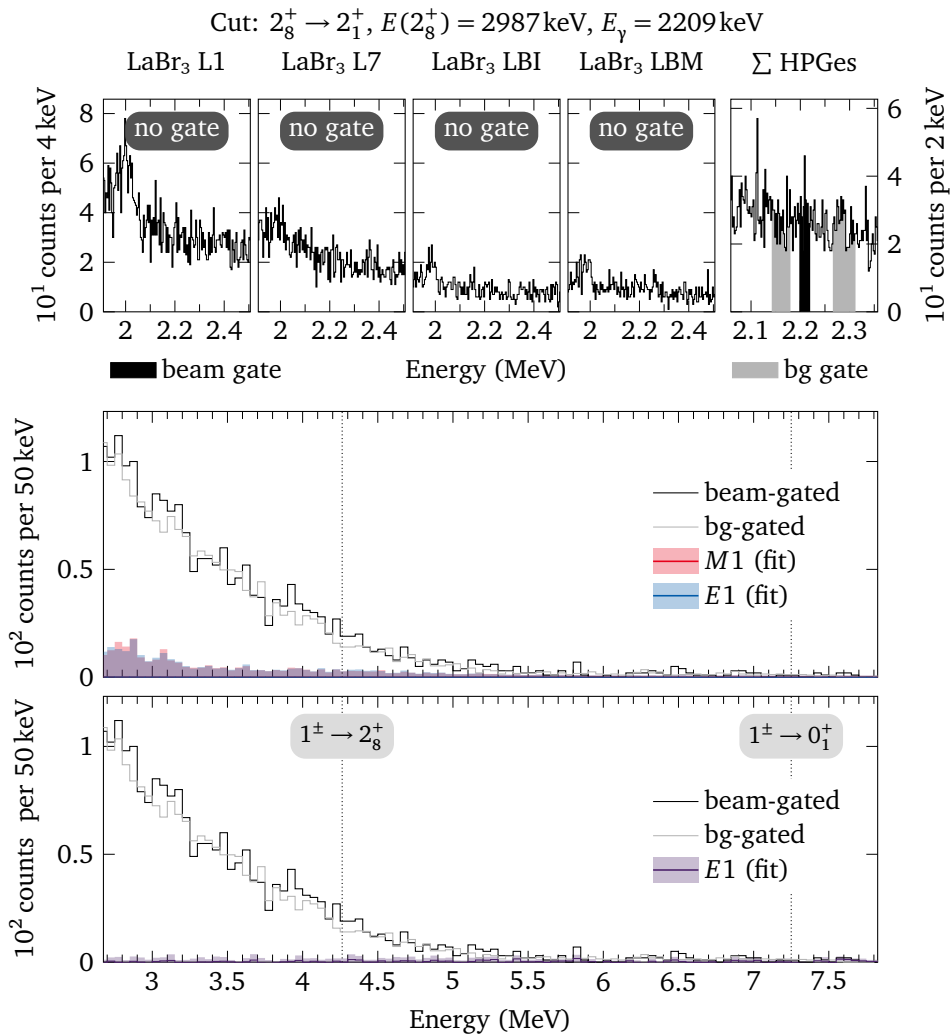 Cut: 2₈⁺ → 2₁⁺, E(2₈⁺) = 2987 keV, Eγ = 2209 keV
LaBr₃ L1 LaBr₃ L7 LaBr₃ LBI LaBr₃ LBM ∑ HPGes
no gate no gate no gate no gate
10¹ counts per 4 keV
0 2 4 6 8
10¹ counts per 2 keV
0 2 4 6
2 2.2 2.4 2 2.2 2.4 2 2.2 2.4 2 2.2 2.4 2.1 2.2 2.3
beam gate Energy (MeV) bg gate
10² counts per 50 keV
0 0.5 1
beam-gated
bg-gated
M1 (fit)
E1 (fit)
10² counts per 50 keV
0 0.5 1
1± → 2₈⁺ 1± → 0₁⁺
beam-gated
bg-gated
E1 (fit)
3 3.5 4 4.5 5 5.5 6 6.5 7 7.5
Energy (MeV)